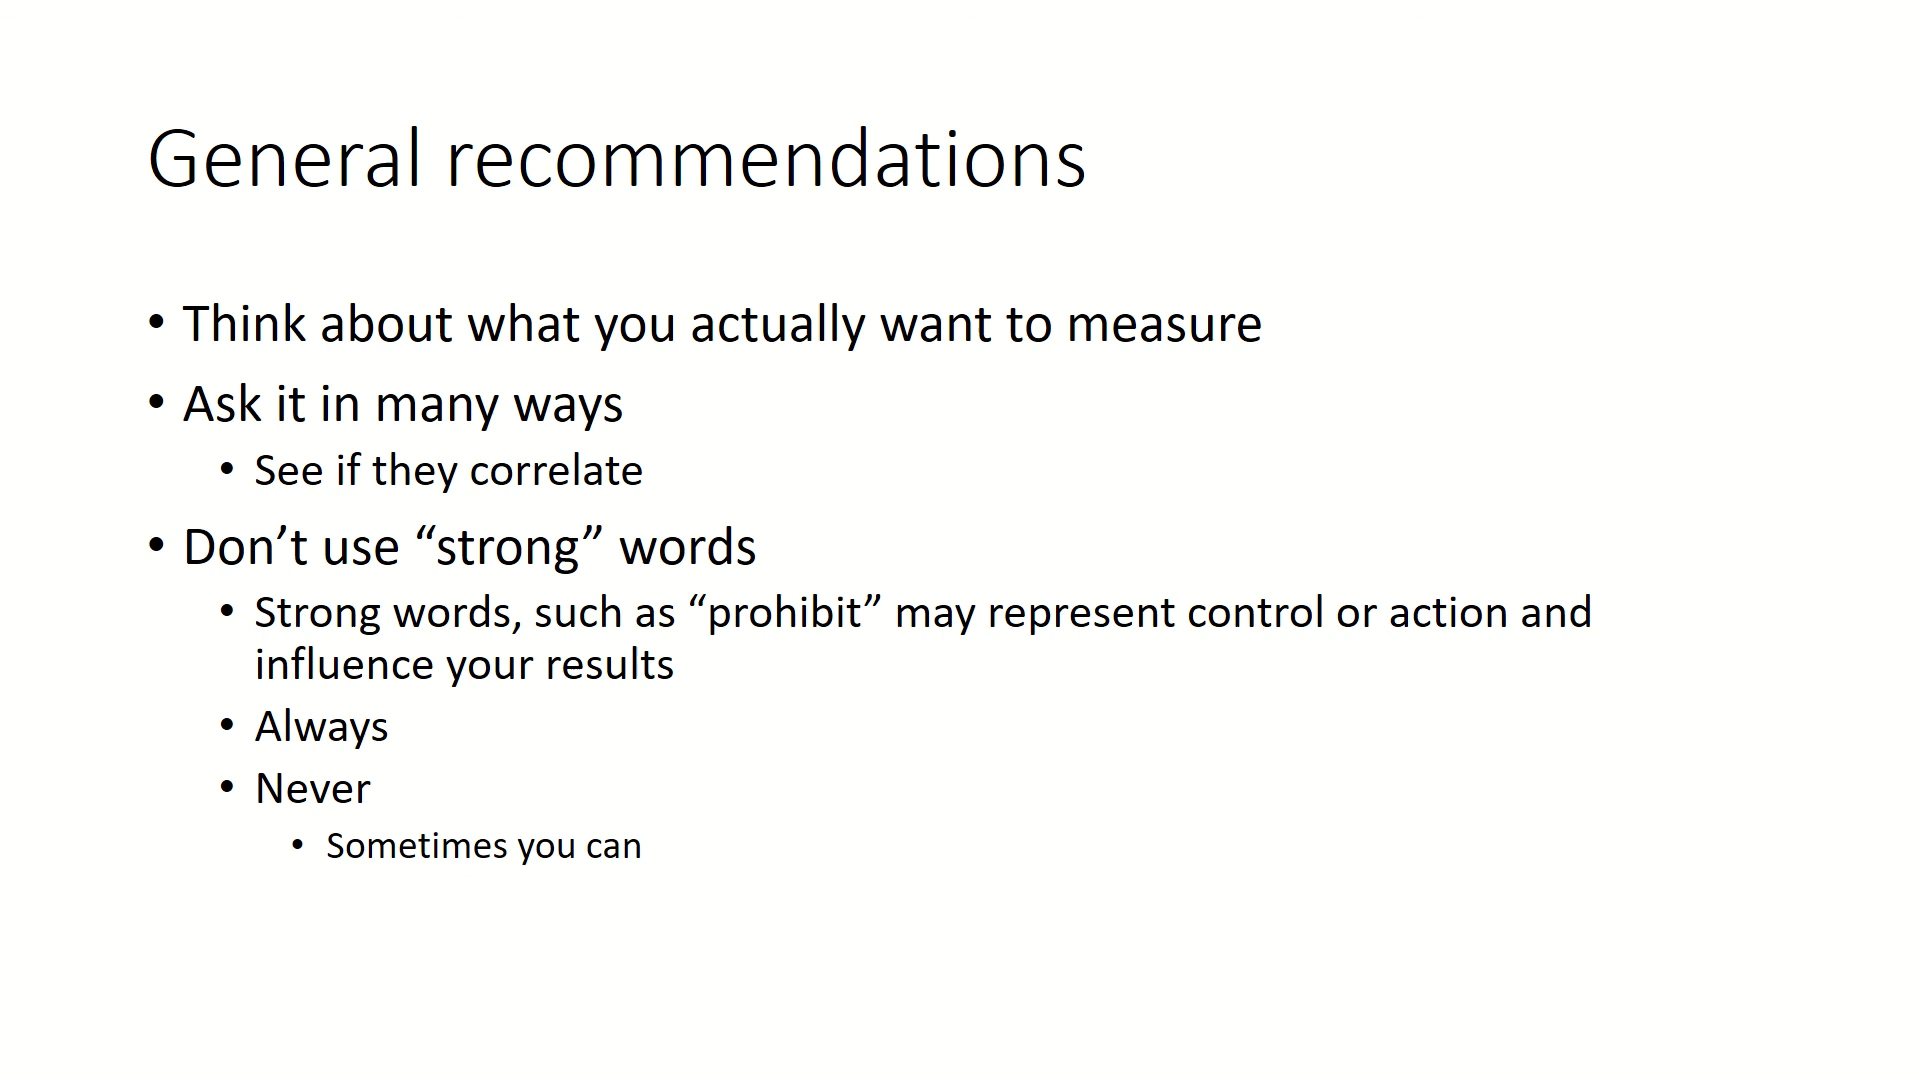 General recommendations
• Think about what you actually want to measure
• Ask it in many ways
• See if they correlate
• Don’t use “strong” words
• Strong words, such as “prohibit” may represent control or action and
influence your results
• Always
• Never
• Sometimes you can